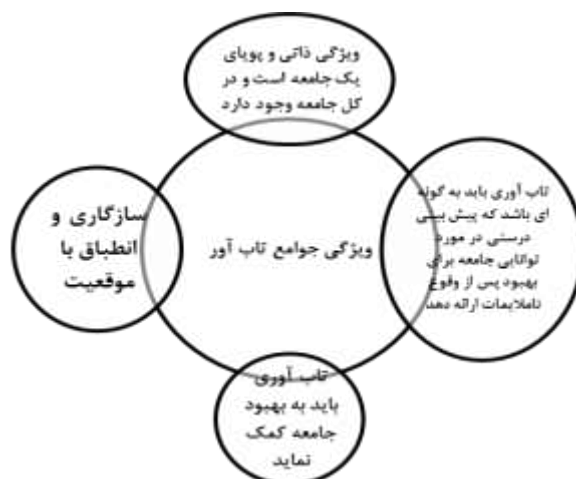 ویژگی ذاتی و پویای
یک جامعه است و در
کل جامعه وجود دارد
تاب آوری باید به گونه
ای باشد که پیش بینی
درستی در مورد
توانایی جامعه برای
بهبود پس از وقوع
ناملایمات ارائه دهد
ویژگی جوامع تاب آور
سازگاری و
انطباق با
موقعیت
تاب آوری
باید به بهبود
جامعه کمک
نماید